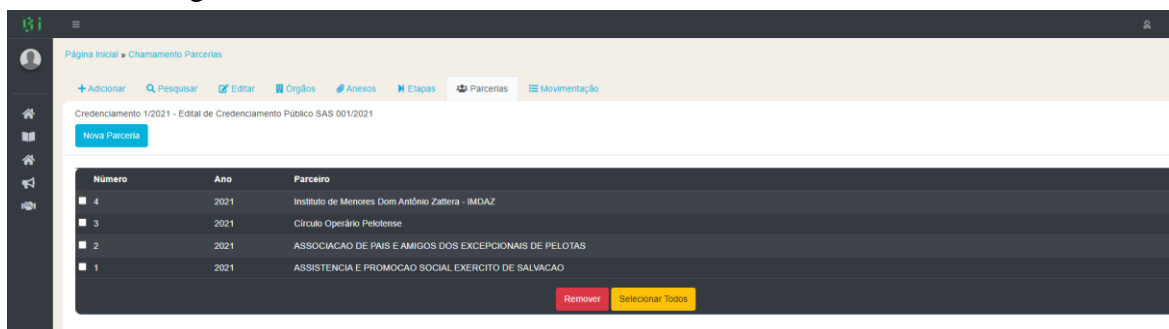 Página Inicial » Chamamento Parcerias
Adicionar Pesquisar Editar Órgãos Anexos Etapas Parcerias Movimentação
Credenciamento 1/2021 - Edital de Credenciamento Público SAS 001/2021
Nova Parceria
Número Ano Parceiro
4 2021 Instituto de Menores Dom Antônio Zattera - IMDAZ
3 2021 Círculo Operário Pelotense
2 2021 ASSOCIACAO DE PAIS E AMIGOS DOS EXCEPCIONAIS DE PELOTAS
1 2021 ASSISTENCIA E PROMOCAO SOCIAL EXERCITO DE SALVACAO
Remover Selecionar Todos